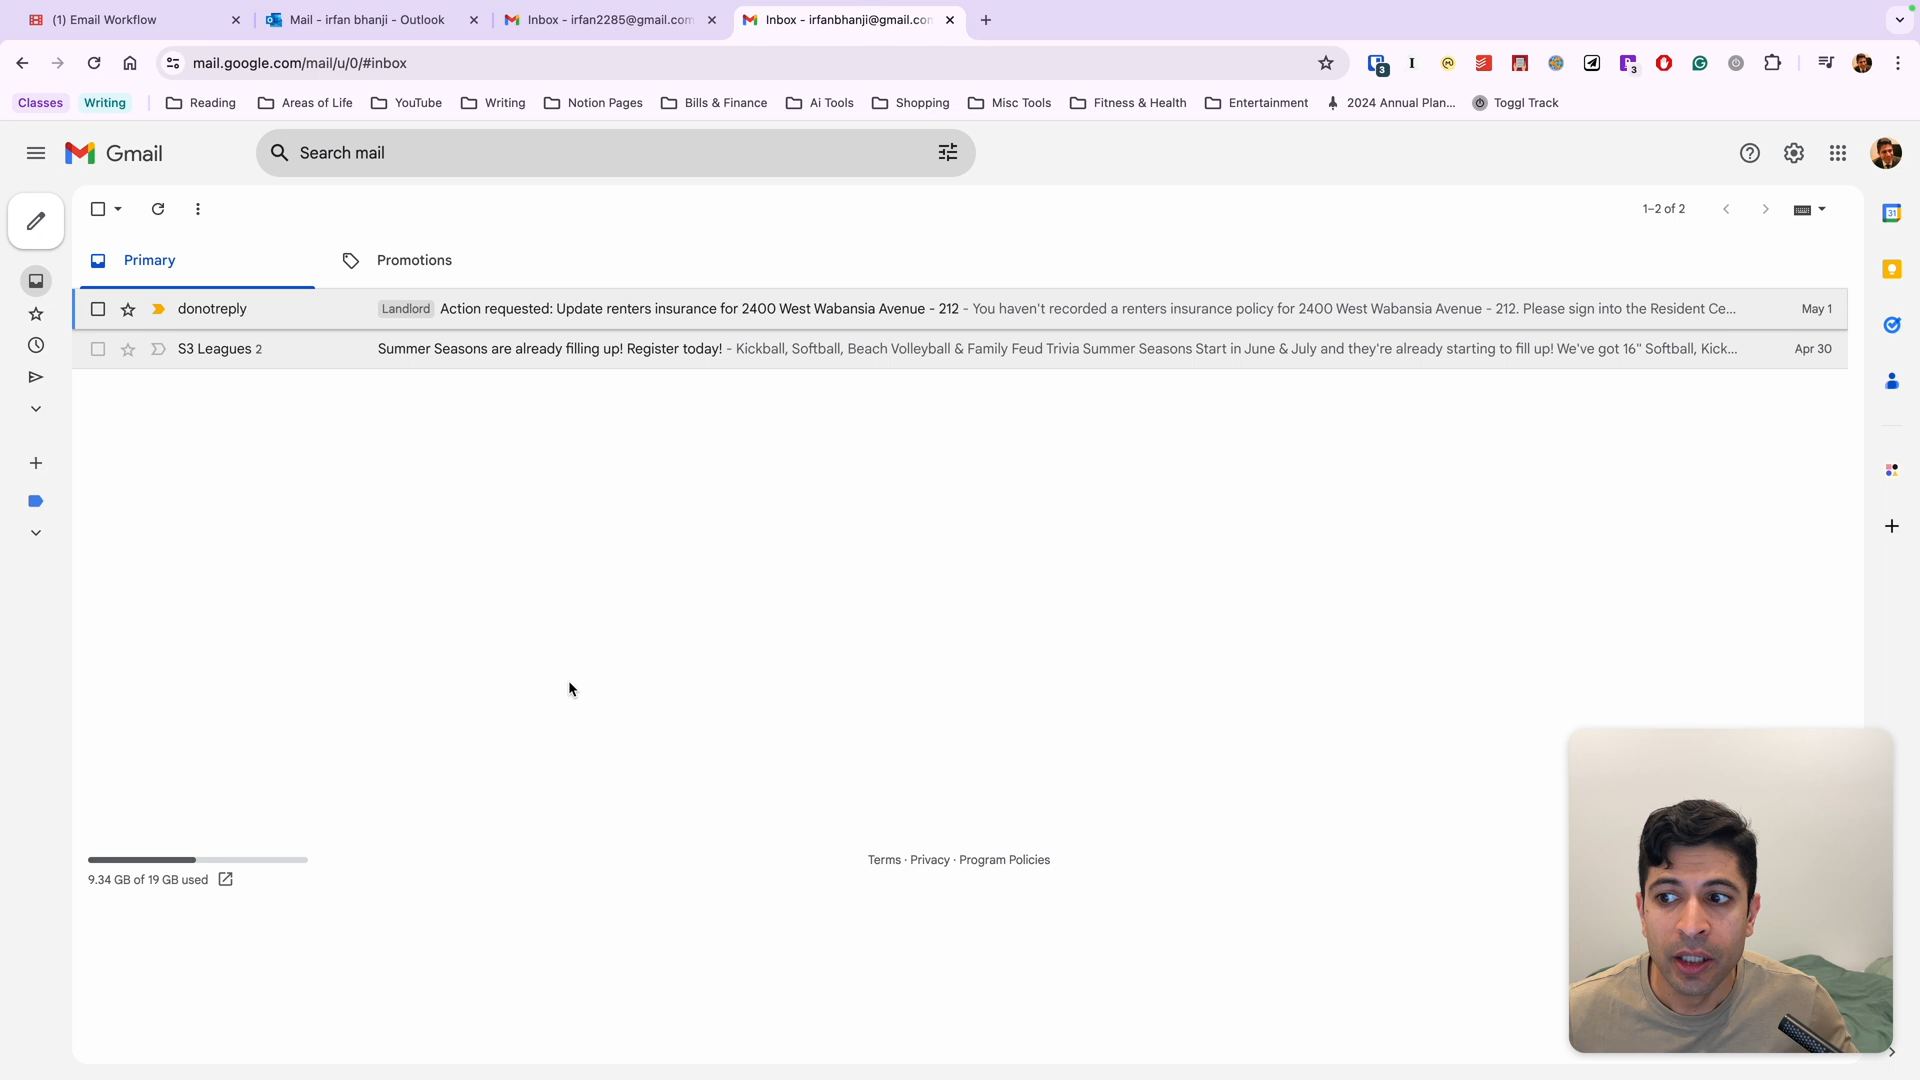 (1) Email Workflow
Mail - irfan bhanji - Outlook
Inbox - irfan2285@gmail.com
Inbox - irfanbhanji@gmail.com
mail.google.com/mail/u/0/#inbox
3
3
Classes
Writing
Reading
Areas of Life
YouTube
Writing
Notion Pages
Bills & Finance
Ai Tools
Shopping
Misc Tools
Fitness & Health
Entertainment
2024 Annual Plan...
Toggl Track
Gmail
Search mail
1–2 of 2
31
Primary
Promotions
donotreply Landlord Action requested: Update renters insurance for 2400 West Wabansia Avenue - 212 - You haven't recorded a renters insurance policy for 2400 West Wabansia Avenue - 212. Please sign into the Resident Ce... May 1
S3 Leagues 2 Summer Seasons are already filling up! Register today! - Kickball, Softball, Beach Volleyball & Family Feud Trivia Summer Seasons Start in June & July and they're already starting to fill up! We've got 16" Softball, Kick... Apr 30
Terms · Privacy · Program Policies
9.34 GB of 19 GB used